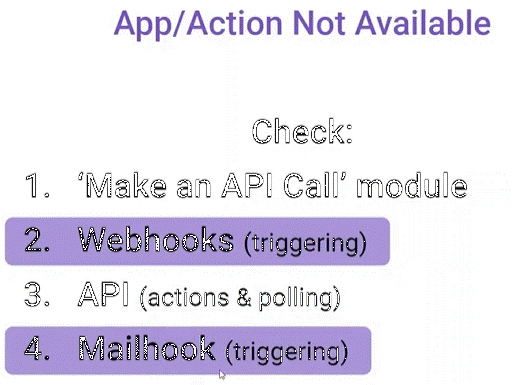 App/Action Not Available
Check:
1. ‘Make an API Call’ module
2. Webhooks (triggering)
3. API (actions & polling)
4. Mailhook (triggering)